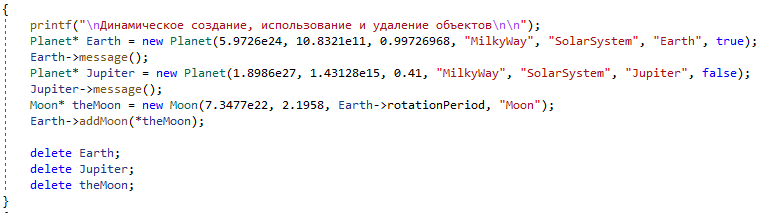 {
printf("\nДинамическое создание, использование и удаление объектов\n\n");
Planet* Earth = new Planet(5.9726e24, 10.8321e11, 0.99726968, "MilkyWay", "SolarSystem", "Earth", true);
Earth->message();
Planet* Jupiter = new Planet(1.8986e27, 1.43128e15, 0.41, "MilkyWay", "SolarSystem", "Jupiter", false);
Jupiter->message();
Moon* theMoon = new Moon(7.3477e22, 2.1958, Earth->rotationPeriod, "Moon");
Earth->addMoon(*theMoon);
delete Earth;
delete Jupiter;
delete theMoon;
}